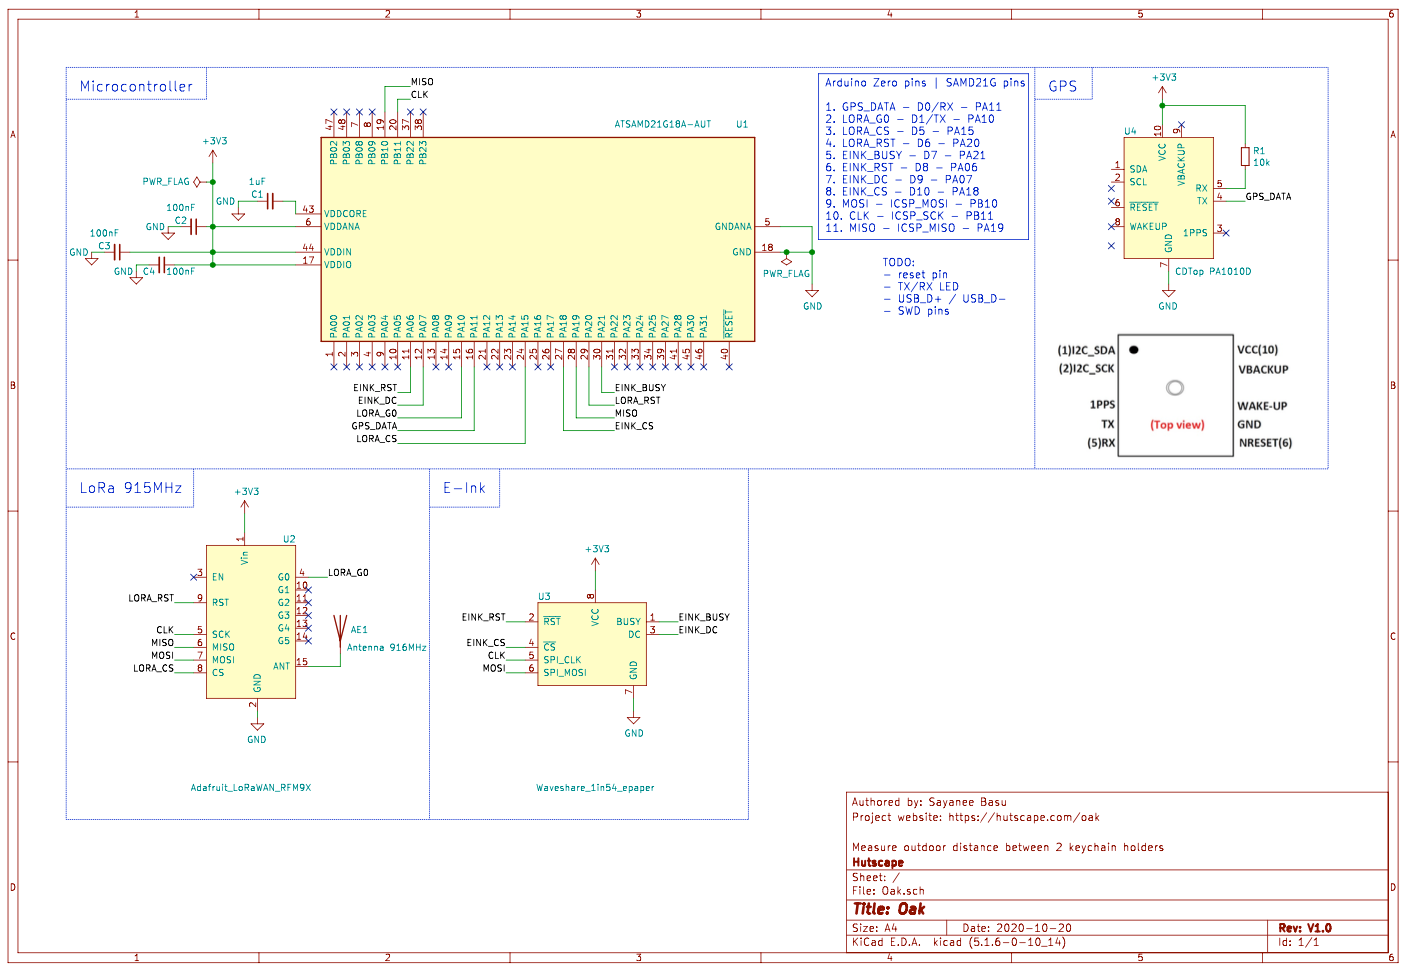 1 2 3 4 5 6
A
B
C
D
Microcontroller
MISO
CLK
47 48 7 8 19 20 37 38
PB02 PB03 PB08 PB09 PB10 PB11 PB22 PB23
ATSAMD21G18A-AUT U1
+3V3
PWR_FLAG
1uF
C1
GND
100nF
C2
GND
100nF
C3
GND
GND
C4 100nF
43 VDDCORE
6 VDDANA
44 VDDIN
17 VDDIO
GNDANA 5
GND 18
PWR_FLAG
GND
PA00 PA01 PA02 PA03 PA04 PA05 PA06 PA07 PA08 PA09 PA10 PA11 PA12 PA13 PA14 PA15 PA16 PA17 PA18 PA19 PA20 PA21 PA22 PA23 PA24 PA25 PA27 PA28 PA30 PA31 RESET
1 2 3 4 9 10 11 12 13 14 15 16 21 22 23 24 25 26 27 28 29 30 31 32 33 34 39 41 45 46 40
EINK_RST
EINK_DC
LORA_G0
GPS_DATA
LORA_CS
EINK_BUSY
LORA_RST
MISO
EINK_CS
Arduino Zero pins | SAMD21G pins
1. GPS_DATA - D0/RX - PA11
2. LORA_G0 - D1/TX - PA10
3. LORA_CS - D5 - PA15
4. LORA_RST - D6 - PA20
5. EINK_BUSY - D7 - PA21
6. EINK_RST - D8 - PA06
7. EINK_DC - D9 - PA07
8. EINK_CS - D10 - PA18
9. MOSI - ICSP_MOSI - PB10
10. CLK - ICSP_SCK - PB11
11. MISO - ICSP_MISO - PA19
TODO:
- reset pin
- TX/RX LED
- USB_D+ / USB_D-
- SWD pins
GPS
+3V3
U4
10 9
VCC VBACKUP
R1
10k
1 SDA
2 SCL
6 RESET
8 WAKEUP
RX 5
TX 4
1PPS 3
GPS_DATA
GND
7
CDTop PA1010D
GND
(1)I2C_SDA
(2)I2C_SCK
1PPS
TX
(5)RX
(Top view)
VCC(10)
VBACKUP
WAKE-UP
GND
NRESET(6)
LoRa 915MHz
+3V3
U2
1
Vin
3 EN
LORA_RST 9 RST
CLK 5 SCK
MISO 6 MISO
MOSI 7 MOSI
LORA_CS 8 CS
G0 4 LORA_G0
G1 10
G2 11
G3 12
G4 13
G5 14
ANT 15
AE1
Antenna 916MHz
GND
2
GND
Adafruit_LoRaWAN_RFM9X
E-Ink
+3V3
U3
8
VCC
EINK_RST 2 RST
EINK_CS 4 CS
CLK 5 SPI_CLK
MOSI 6 SPI_MOSI
BUSY 1 EINK_BUSY
DC 3 EINK_DC
GND
7
GND
Waveshare_1in54_epaper
Authored by: Sayanee Basu
Project website: https://hutscape.com/oak
Measure outdoor distance between 2 keychain holders
Hutscape
Sheet: /
File: Oak.sch
Title: Oak
Size: A4 Date: 2020-10-20 Rev: V1.0
KiCad E.D.A. kicad (5.1.6-0-10_14) Id: 1/1
A
B
C
D
1 2 3 4 5 6